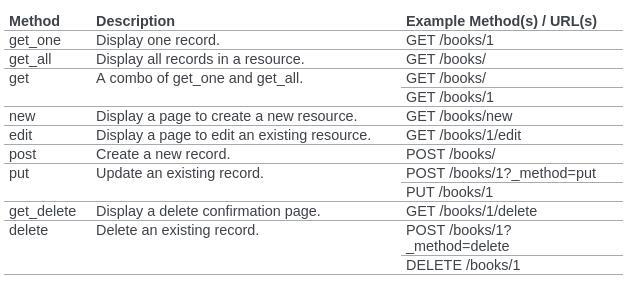 Method Description Example Method(s) / URL(s)
get_one Display one record. GET /books/1
get_all Display all records in a resource. GET /books/
get A combo of get_one and get_all. GET /books/
GET /books/1
new Display a page to create a new resource. GET /books/new
edit Display a page to edit an existing resource. GET /books/1/edit
post Create a new record. POST /books/
put Update an existing record. POST /books/1?_method=put
PUT /books/1
get_delete Display a delete confirmation page. GET /books/1/delete
delete Delete an existing record. POST /books/1?
_method=delete
DELETE /books/1